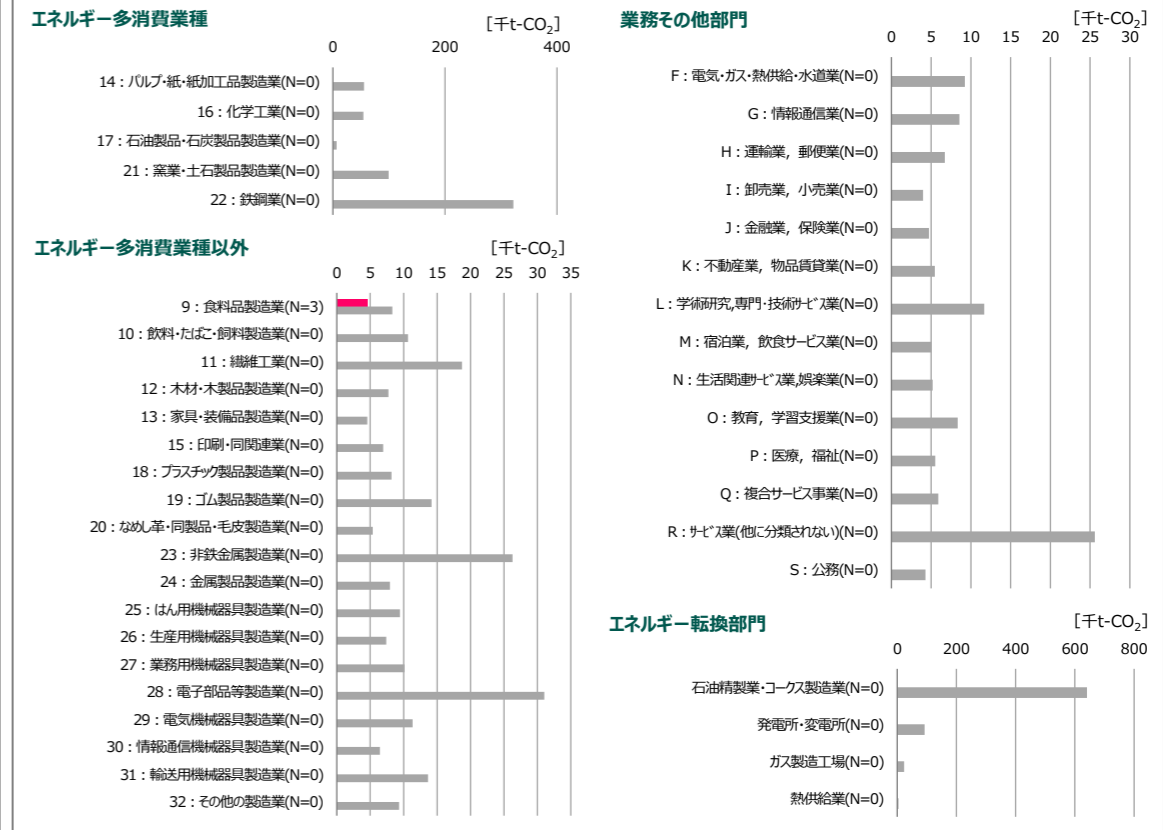 エネルギー多消費業種
[千t-CO₂]
0 200 400
14：パルプ・紙・紙加工品製造業(N=0)
16：化学工業(N=0)
17：石油製品・石炭製品製造業(N=0)
21：窯業・土石製品製造業(N=0)
22：鉄鋼業(N=0)
エネルギー多消費業種以外
[千t-CO₂]
0 5 10 15 20 25 30 35
9：食料品製造業(N=3)
10：飲料・たばこ・飼料製造業(N=0)
11：繊維工業(N=0)
12：木材・木製品製造業(N=0)
13：家具・装備品製造業(N=0)
15：印刷・同関連業(N=0)
18：プラスチック製品製造業(N=0)
19：ゴム製品製造業(N=0)
20：なめし革・同製品・毛皮製造業(N=0)
23：非鉄金属製造業(N=0)
24：金属製品製造業(N=0)
25：はん用機械器具製造業(N=0)
26：生産用機械器具製造業(N=0)
27：業務用機械器具製造業(N=0)
28：電子部品等製造業(N=0)
29：電気機械器具製造業(N=0)
30：情報通信機械器具製造業(N=0)
31：輸送用機械器具製造業(N=0)
32：その他の製造業(N=0)
業務その他部門
[千t-CO₂]
0 5 10 15 20 25 30
F：電気・ガス・熱供給・水道業(N=0)
G：情報通信業(N=0)
H：運輸業，郵便業(N=0)
I：卸売業，小売業(N=0)
J：金融業，保険業(N=0)
K：不動産業，物品賃貸業(N=0)
L：学術研究,専門・技術ｻｰﾋﾞｽ業(N=0)
M：宿泊業，飲食サービス業(N=0)
N：生活関連ｻｰﾋﾞｽ業,娯楽業(N=0)
O：教育，学習支援業(N=0)
P：医療，福祉(N=0)
Q：複合サービス事業(N=0)
R：ｻｰﾋﾞｽ業(他に分類されない)(N=0)
S：公務(N=0)
エネルギー転換部門
[千t-CO₂]
0 200 400 600 800
石油精製業・コークス製造業(N=0)
発電所・変電所(N=0)
ガス製造工場(N=0)
熱供給業(N=0)